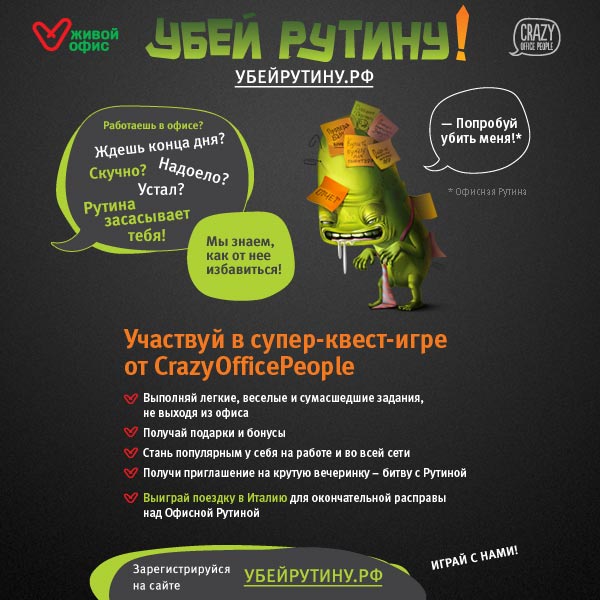 живой
офис
УБЕЙ РУТИНУ!
УБЕЙРУТИНУ.РФ
CRAZY
OFFICE PEOPLE
Работаешь в офисе?
Ждешь конца дня?
Скучно? Надоело?
Устал?
Рутина
засасывает
тебя!
Мы знаем,
как от нее
избавиться!
— Попробуй
убить меня!*
* Офисная Рутина
ОТЧЕТ
Участвуй в супер-квест-игре
от CrazyOfficePeople
Выполняй легкие, веселые и сумасшедшие задания,
не выходя из офиса
Получай подарки и бонусы
Стань популярным у себя на работе и во всей сети
Получи приглашение на крутую вечеринку – битву с Рутиной
Выиграй поездку в Италию для окончательной расправы
над Офисной Рутиной
Зарегистрируйся
на сайте
УБЕЙРУТИНУ.РФ
ИГРАЙ С НАМИ!